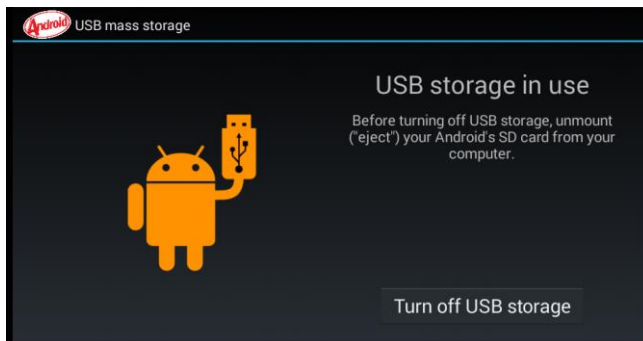 Android
USB mass storage
USB storage in use
Before turning off USB storage, unmount
("eject") your Android's SD card from your
computer.
Turn off USB storage